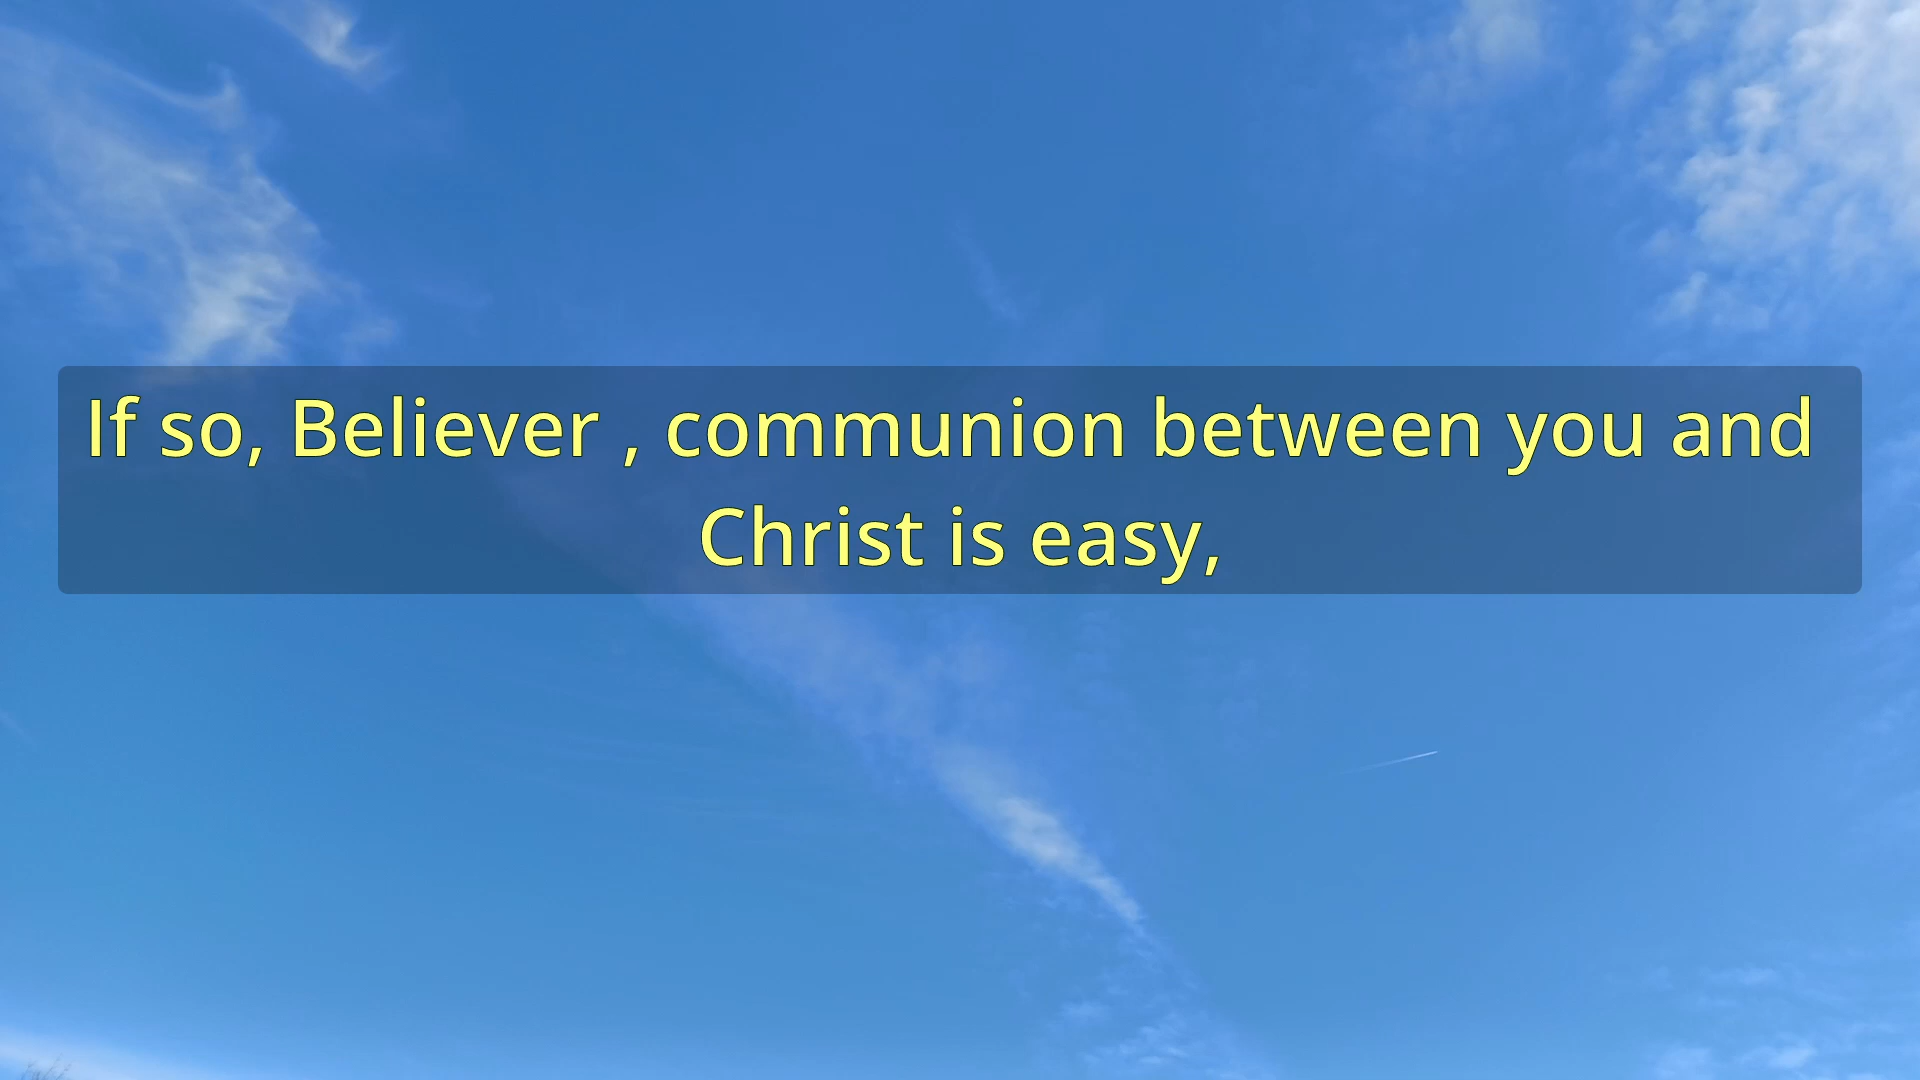 If so, Believer , communion between you and
Christ is easy,